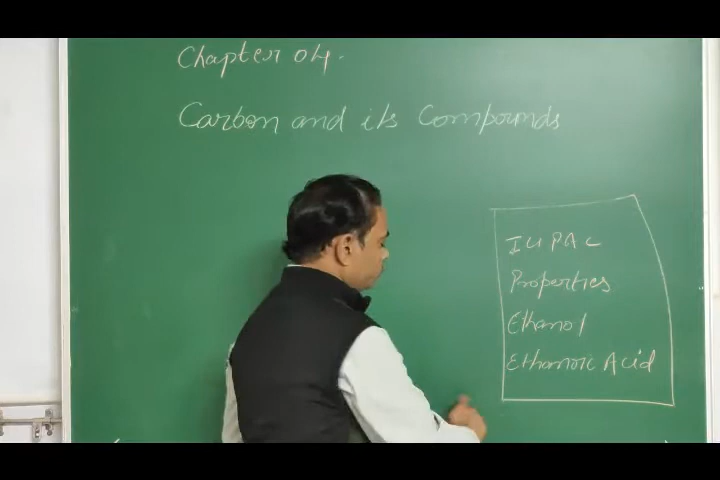 Chapter 04.
Carbon and its Compounds
IUPAC
Properties
Ethanol
Ethanoic Acid